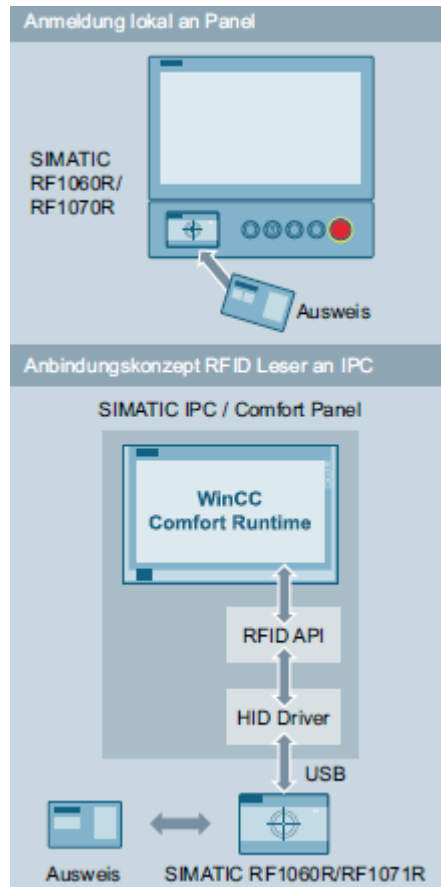 Anmeldung lokal an Panel
SIMATIC
RF1060R/
RF1070R
Ausweis
Anbindungskonzept RFID Leser an IPC
SIMATIC IPC / Comfort Panel
WinCC
Comfort Runtime
RFID API
HID Driver
USB
Ausweis
SIMATIC RF1060R/RF1071R